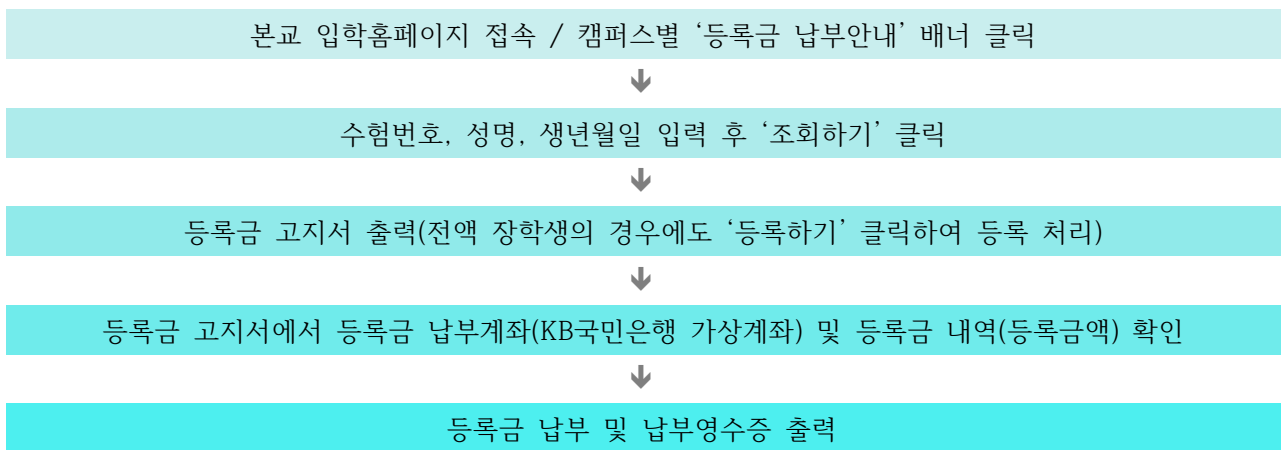 본교 입학홈페이지 접속 / 캠퍼스별 ‘등록금 납부안내’ 배너 클릭
수험번호, 성명, 생년월일 입력 후 ‘조회하기’ 클릭
등록금 고지서 출력(전액 장학생의 경우에도 ‘등록하기’ 클릭하여 등록 처리)
등록금 고지서에서 등록금 납부계좌(KB국민은행 가상계좌) 및 등록금 내역(등록금액) 확인
등록금 납부 및 납부영수증 출력